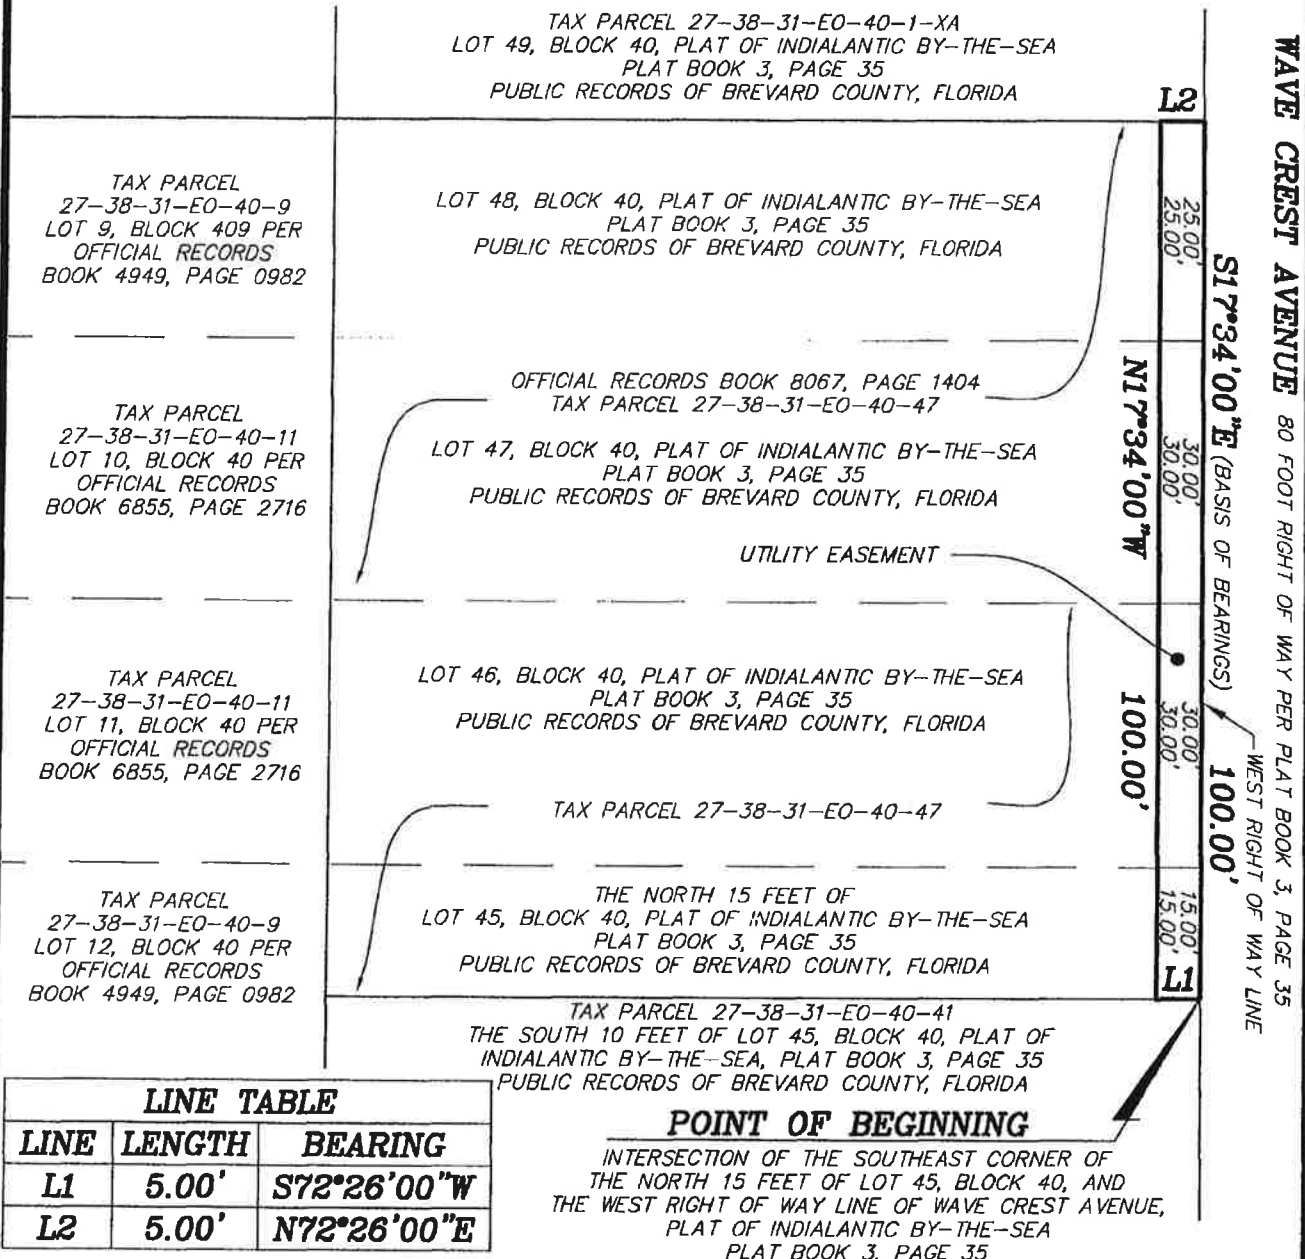 TAX PARCEL 27-38-31-EO-40-1-XA
LOT 49, BLOCK 40, PLAT OF INDIALANTIC BY-THE-SEA
PLAT BOOK 3, PAGE 35
PUBLIC RECORDS OF BREVARD COUNTY, FLORIDA
L2
TAX PARCEL
27-38-31-EO-40-9
LOT 9, BLOCK 409 PER
OFFICIAL RECORDS
BOOK 4949, PAGE 0982
LOT 48, BLOCK 40, PLAT OF INDIALANTIC BY-THE-SEA
PLAT BOOK 3, PAGE 35
PUBLIC RECORDS OF BREVARD COUNTY, FLORIDA
25.00'
25.00'
OFFICIAL RECORDS BOOK 8067, PAGE 1404
TAX PARCEL 27-38-31-EO-40-47
TAX PARCEL
27-38-31-EO-40-11
LOT 10, BLOCK 40 PER
OFFICIAL RECORDS
BOOK 6855, PAGE 2716
LOT 47, BLOCK 40, PLAT OF INDIALANTIC BY-THE-SEA
PLAT BOOK 3, PAGE 35
PUBLIC RECORDS OF BREVARD COUNTY, FLORIDA
30.00'
30.00'
UTILITY EASEMENT
TAX PARCEL
27-38-31-EO-40-11
LOT 11, BLOCK 40 PER
OFFICIAL RECORDS
BOOK 6855, PAGE 2716
LOT 46, BLOCK 40, PLAT OF INDIALANTIC BY-THE-SEA
PLAT BOOK 3, PAGE 35
PUBLIC RECORDS OF BREVARD COUNTY, FLORIDA
30.00'
30.00'
TAX PARCEL 27-38-31-EO-40-47
TAX PARCEL
27-38-31-EO-40-9
LOT 12, BLOCK 40 PER
OFFICIAL RECORDS
BOOK 4949, PAGE 0982
THE NORTH 15 FEET OF
LOT 45, BLOCK 40, PLAT OF INDIALANTIC BY-THE-SEA
PLAT BOOK 3, PAGE 35
PUBLIC RECORDS OF BREVARD COUNTY, FLORIDA
15.00'
15.00'
L1
N17°34'00"W 100.00'
S17°34'00"E (BASIS OF BEARINGS) 100.00'
WEST RIGHT OF WAY LINE
WAVE CREST AVENUE 80 FOOT RIGHT OF WAY PER PLAT BOOK 3, PAGE 35
TAX PARCEL 27-38-31-EO-40-41
THE SOUTH 10 FEET OF LOT 45, BLOCK 40, PLAT OF
INDIALANTIC BY-THE-SEA, PLAT BOOK 3, PAGE 35
PUBLIC RECORDS OF BREVARD COUNTY, FLORIDA
POINT OF BEGINNING
INTERSECTION OF THE SOUTHEAST CORNER OF
THE NORTH 15 FEET OF LOT 45, BLOCK 40, AND
THE WEST RIGHT OF WAY LINE OF WAVE CREST AVENUE,
PLAT OF INDIALANTIC BY-THE-SEA
PLAT BOOK 3, PAGE 35
LINE TABLE
LINE LENGTH BEARING
L1 5.00' S72°26'00"W
L2 5.00' N72°26'00"E